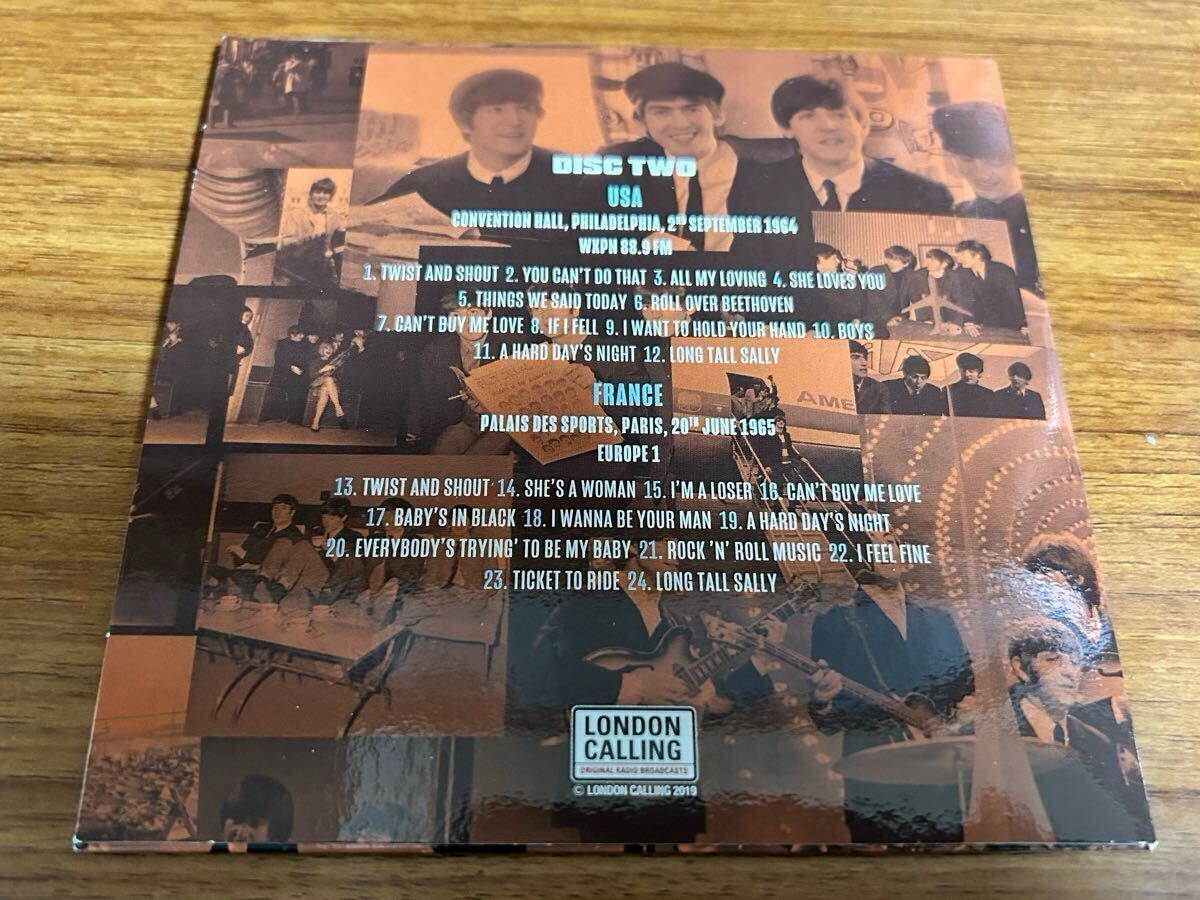 DISC TWO
USA
CONVENTION HALL, PHILADELPHIA, 2ND SEPTEMBER 1964
WXPN 88.9 FM
1. TWIST AND SHOUT 2. YOU CAN'T DO THAT 3. ALL MY LOVING 4. SHE LOVES YOU
5. THINGS WE SAID TODAY 6. ROLL OVER BEETHOVEN
7. CAN'T BUY ME LOVE 8. IF I FELL 9. I WANT TO HOLD YOUR HAND 10. BOYS
11. A HARD DAY'S NIGHT 12. LONG TALL SALLY
FRANCE
AME
PALAIS DES SPORTS, PARIS, 20TH JUNE 1965
EUROPE 1
13. TWIST AND SHOUT 14. SHE'S A WOMAN 15. I'M A LOSER 16. CAN'T BUY ME LOVE
17. BABY'S IN BLACK 18. I WANNA BE YOUR MAN 19. A HARD DAY'S NIGHT
20. EVERYBODY'S TRYING' TO BE MY BABY 21. ROCK 'N' ROLL MUSIC 22. I FEEL FINE
23. TICKET TO RIDE 24. LONG TALL SALLY
LONDON
CALLING
ORIGINAL RADIO BROADCASTS
© LONDON CALLING 2019